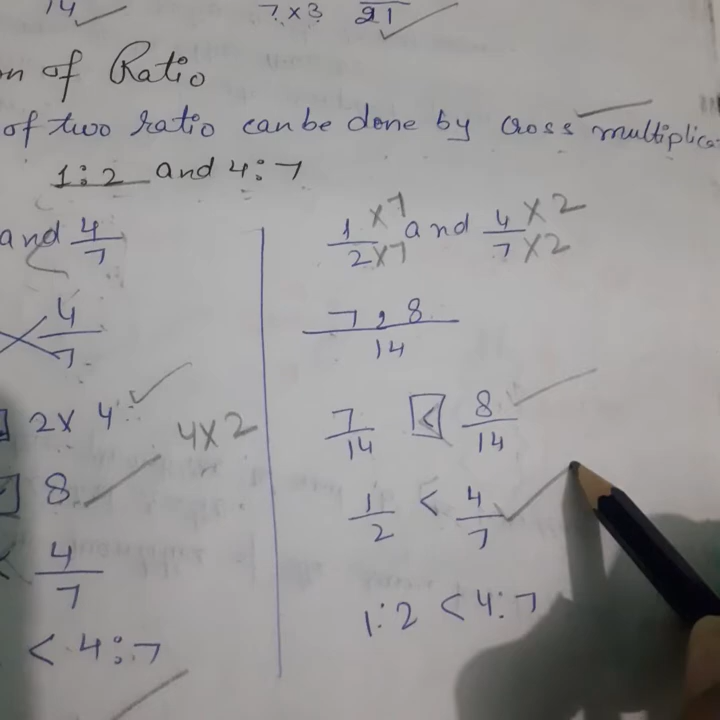 14 7×3 21
n of Ratio
of two ratio can be done by cross multiplica
1:2 and 4:7
and 4/7
4/7
2× 4
4×2
8
< 4/7
< 4:7
1/2 ×7/×7 and 4/7 ×2/×2
7, 8
14
7/14 < 8/14
1/2 < 4/7
1:2 < 4:7